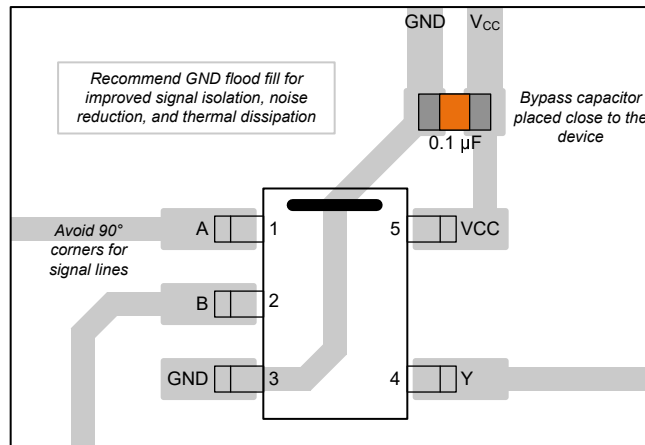 GND VCC
Recommend GND flood fill for
improved signal isolation, noise
reduction, and thermal dissipation
Bypass capacitor
placed close to the
device
0.1 µF
Avoid 90°
corners for
signal lines
A 1 5 VCC
B 2
GND 3 4 Y